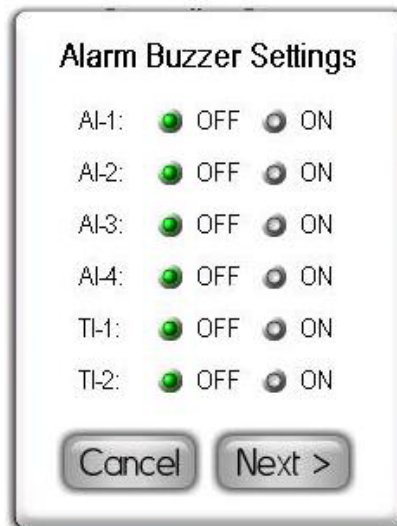 Alarm Buzzer Settings
AI-1: OFF ON
AI-2: OFF ON
AI-3: OFF ON
AI-4: OFF ON
TI-1: OFF ON
TI-2: OFF ON
Cancel Next >